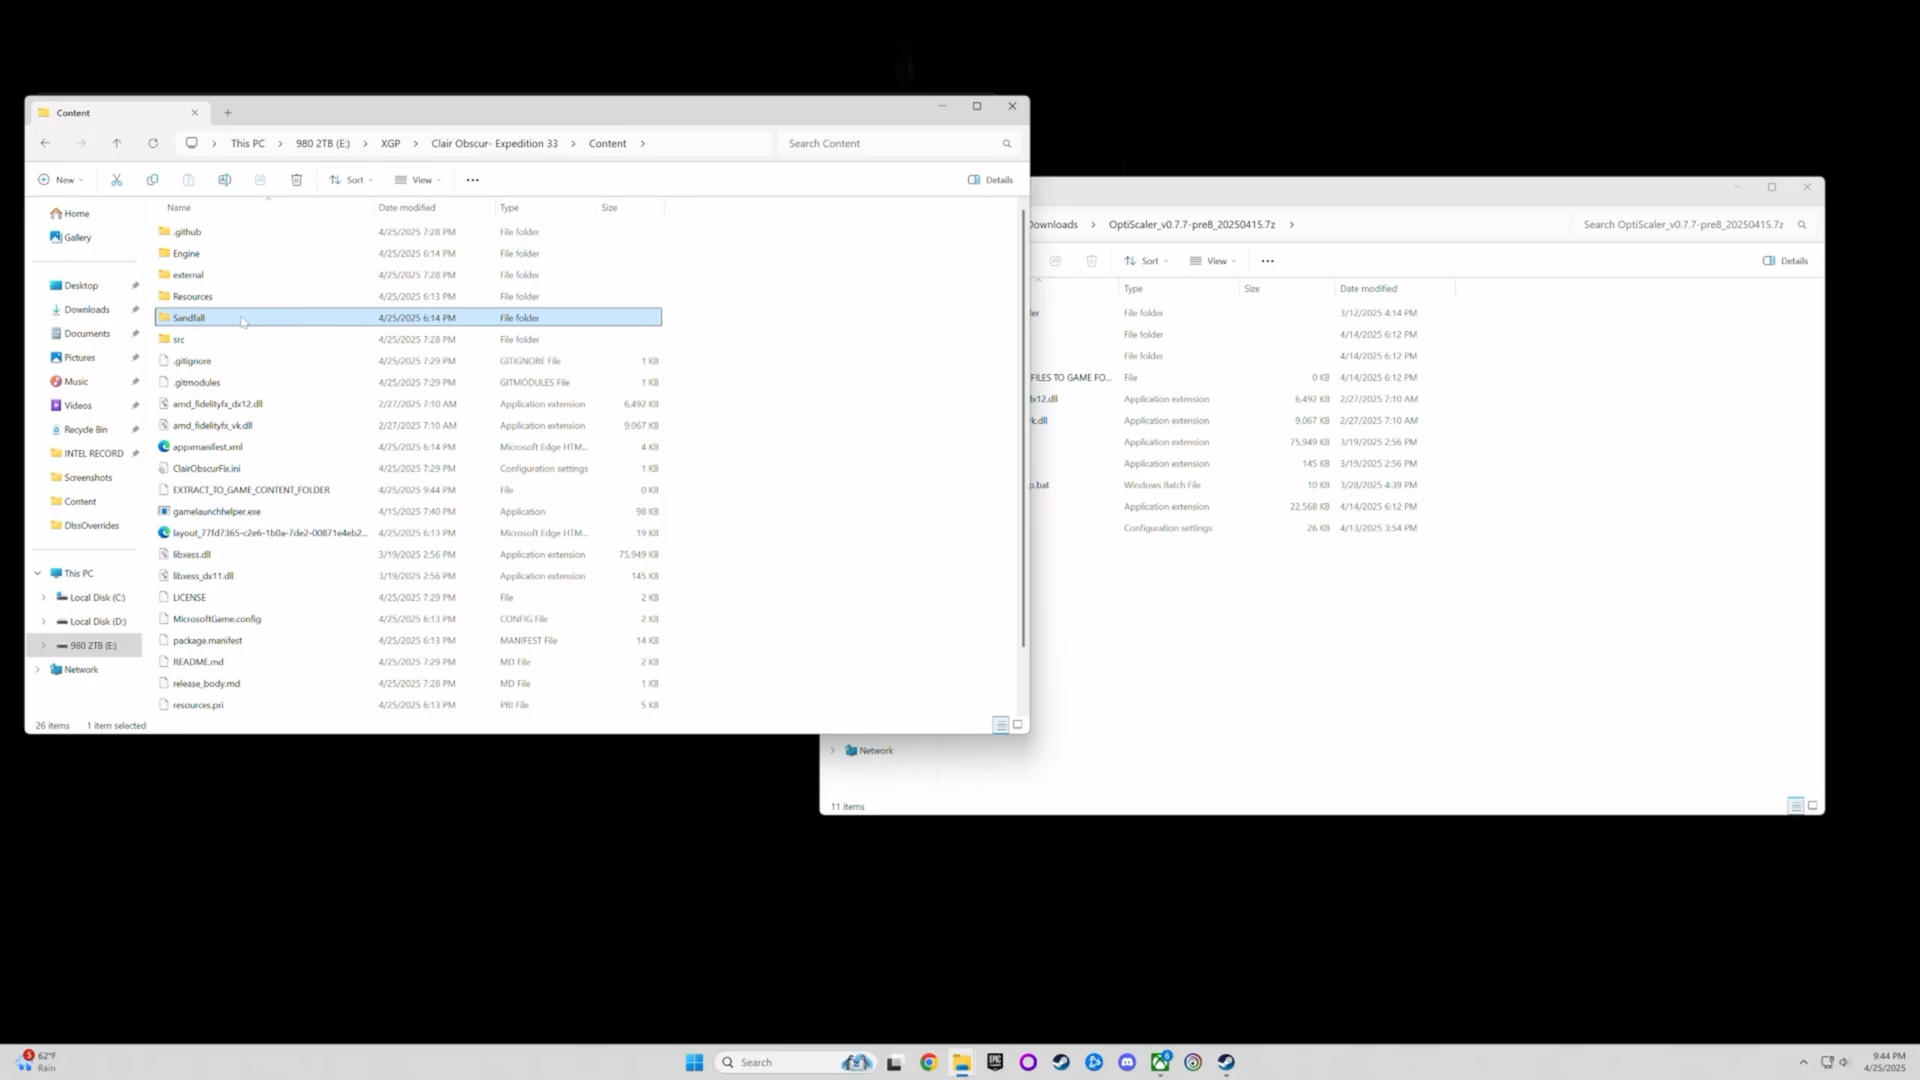 Content
This PC > 980 2TB (E:) > XGP > Clair Obscur- Expedition 33 > Content >
Search Content
New
Sort
View
Details
Name
Date modified
Type
Size
Home
Gallery
Desktop
Downloads
Documents
Pictures
Music
Videos
Recycle Bin
INTEL RECORD
Screenshots
Content
DlssOverrides
This PC
Local Disk (C:)
Local Disk (D:)
980 2TB (E:)
Network
.github 4/25/2025 7:28 PM File folder
Engine 4/25/2025 6:14 PM File folder
external 4/25/2025 7:28 PM File folder
Resources 4/25/2025 6:13 PM File folder
Sandfall 4/25/2025 6:14 PM File folder
src 4/25/2025 7:28 PM File folder
.gitignore 4/25/2025 7:29 PM GITIGNORE File 1 KB
.gitmodules 4/25/2025 7:29 PM GITMODULES File 1 KB
amd_fidelityfx_dx12.dll 2/27/2025 7:10 AM Application extension 6,492 KB
amd_fidelityfx_vk.dll 2/27/2025 7:10 AM Application extension 9,067 KB
appxmanifest.xml 4/25/2025 6:14 PM Microsoft Edge HTM... 4 KB
ClairObscurFix.ini 4/25/2025 7:29 PM Configuration settings 1 KB
EXTRACT_TO_GAME_CONTENT_FOLDER 4/25/2025 9:44 PM File 0 KB
gamelaunchhelper.exe 4/15/2025 7:40 PM Application 98 KB
layout_77fd7365-c2e6-1b0a-7de2-00871e4eb2... 4/25/2025 6:13 PM Microsoft Edge HTM... 19 KB
libxess.dll 3/19/2025 2:56 PM Application extension 75,949 KB
libxess_dx11.dll 3/19/2025 2:56 PM Application extension 145 KB
LICENSE 4/25/2025 7:29 PM File 2 KB
MicrosoftGame.config 4/25/2025 6:13 PM CONFIG File 2 KB
package.manifest 4/25/2025 6:13 PM MANIFEST File 14 KB
README.md 4/25/2025 7:29 PM MD File 2 KB
release_body.md 4/25/2025 7:28 PM MD File 1 KB
resources.pri 4/25/2025 6:13 PM PRI File 5 KB
26 items 1 item selected
Downloads > OptiScaler_v0.7.7-pre8_20250415.7z >
Search OptiScaler_v0.7.7-pre8_20250415.7z
Sort
View
Details
Type
Size
Date modified
er File folder 3/12/2025 4:14 PM
File folder 4/14/2025 6:12 PM
File folder 4/14/2025 6:12 PM
FILES TO GAME FO... File 0 KB 4/14/2025 6:12 PM
x12.dll Application extension 6,492 KB 2/27/2025 7:10 AM
k.dll Application extension 9,067 KB 2/27/2025 7:10 AM
Application extension 75,949 KB 3/19/2025 2:56 PM
Application extension 145 KB 3/19/2025 2:56 PM
p.bat Windows Batch File 10 KB 3/28/2025 4:39 PM
Application extension 22,568 KB 4/14/2025 6:12 PM
Configuration settings 26 KB 4/13/2025 3:54 PM
Network
11 items
5
62°F
Rain
Search
EPIC
6
9:44 PM
4/25/2025